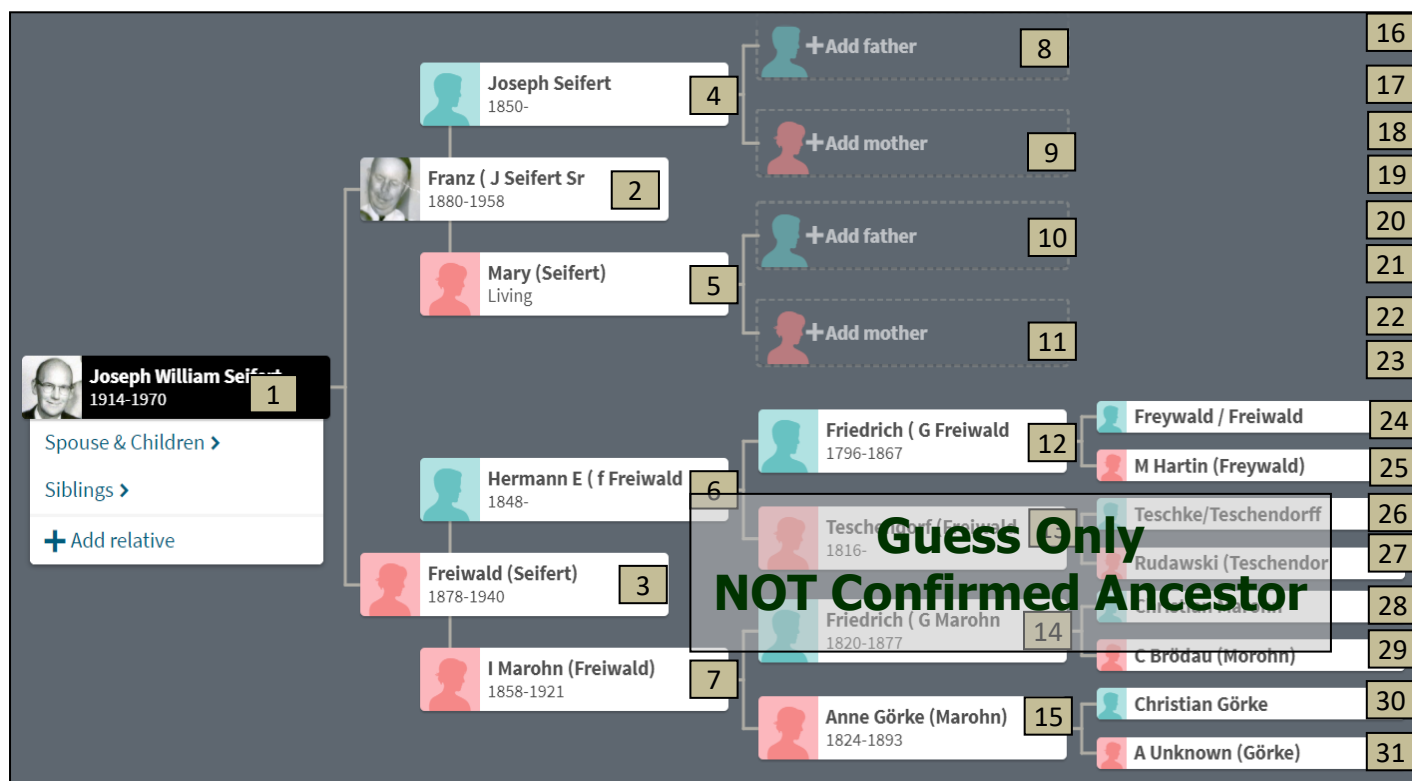 +Add father
8
16
Joseph Seifert
1850-
4
17
+Add mother
9
18
Franz ( J Seifert Sr
1880-1958
2
19
+Add father
10
20
Mary (Seifert)
Living
5
21
+Add mother
11
22
23
Joseph William Seifert
1914-1970
1
Spouse & Children >
Siblings >
+ Add relative
Friedrich ( G Freiwald
1796-1867
12
Freywald / Freiwald
24
M Hartin (Freywald)
25
Hermann E ( f Freiwald
1848-
6
Teschendorf (Freiwald
1816-
13
Teschke/Teschendorff
26
Rudawski (Teschendor
27
Guess Only
NOT Confirmed Ancestor
Freiwald (Seifert)
1878-1940
3
Friedrich ( G Marohn
1820-1877
14
Christian Marohn
28
C Brödau (Morohn)
29
I Marohn (Freiwald)
1858-1921
7
Anne Görke (Marohn)
1824-1893
15
Christian Görke
30
A Unknown (Görke)
31